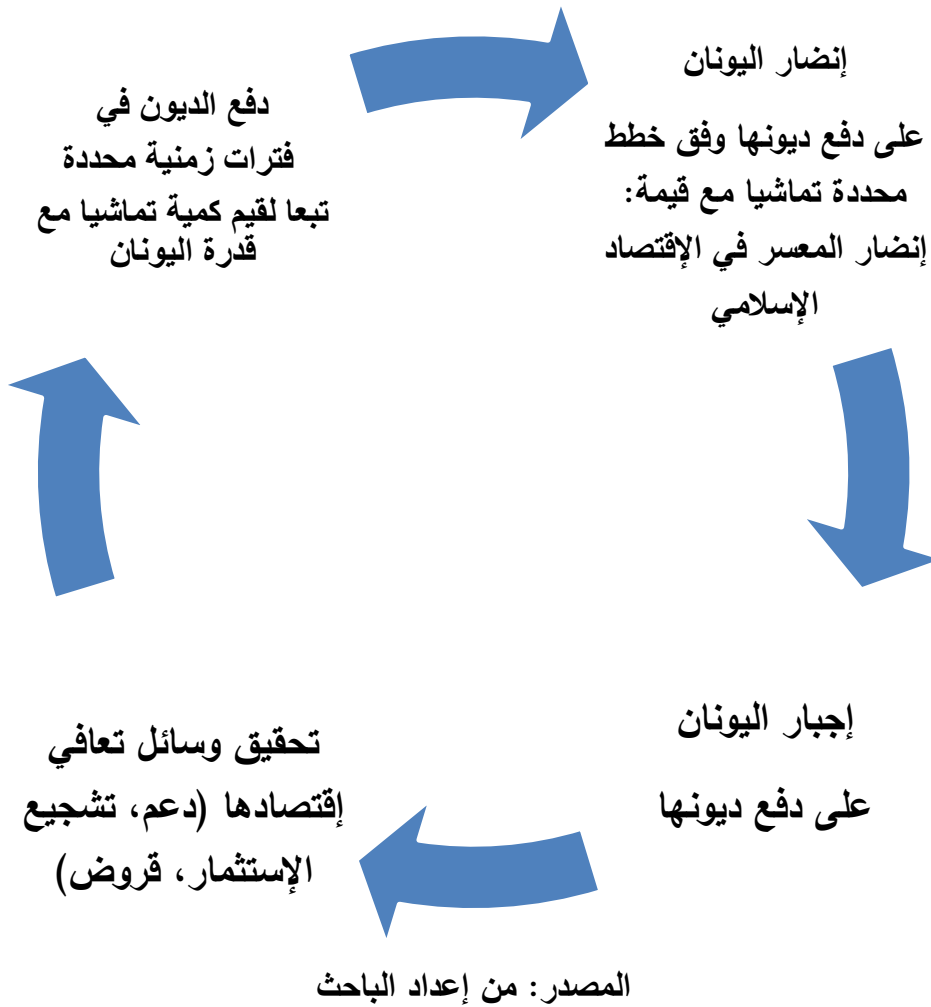 إنضار اليونان
على دفع ديونها وفق خطط
محددة تماشيا مع قيمة:
إنضار المعسر في الإقتصاد
الإسلامي
إجبار اليونان
على دفع ديونها
تحقيق وسائل تعافي
إقتصادها (دعم، تشجيع
الإستثمار، قروض)
دفع الديون في
فترات زمنية محددة
تبعا لقيم كمية تماشيا مع
قدرة اليونان
المصدر: من إعداد الباحث